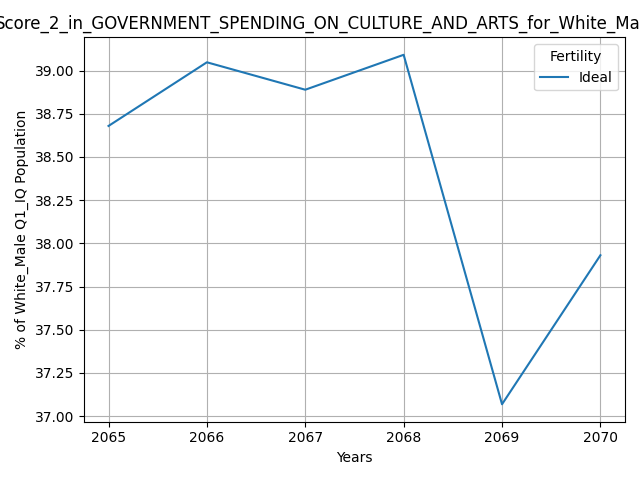 Score_2_in_GOVERNMENT_SPENDING_ON_CULTURE_AND_ARTS_for_White_Ma
Fertility
Ideal
% of White_Male Q1_IQ Population
39.00
38.75
38.50
38.25
38.00
37.75
37.50
37.25
37.00
2065 2066 2067 2068 2069 2070
Years